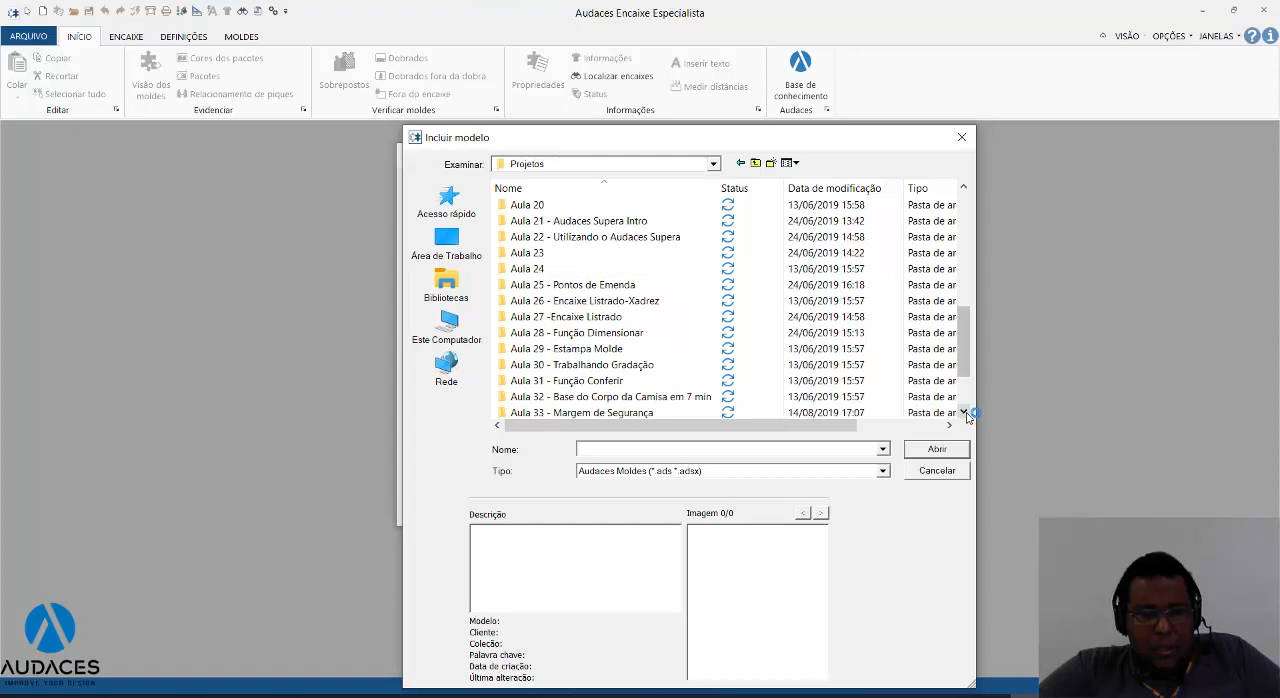 Audaces Encaixe Especialista
ARQUIVO INÍCIO ENCAIXE DEFINIÇÕES MOLDES VISÃO OPÇÕES JANELAS
Colar
Copiar
Recortar
Selecionar tudo
Editar
Visão dos moldes
Cores dos pacotes
Pacotes
Relacionamento de piques
Evidenciar
Sobrepostos
Dobrados
Dobrados fora da dobra
Fora do encaixe
Verificar moldes
Propriedades
Informações
Localizar encaixes
Status
Inserir texto
Medir distâncias
Informações
Base de conhecimento
Audaces
Incluir modelo
Examinar: Projetos
Acesso rápido
Área de Trabalho
Bibliotecas
Este Computador
Rede
Nome Status Data de modificação Tipo
Aula 20 13/06/2019 15:58 Pasta de ar
Aula 21 - Audaces Supera Intro 24/06/2019 13:42 Pasta de ar
Aula 22 - Utilizando o Audaces Supera 24/06/2019 14:58 Pasta de ar
Aula 23 24/06/2019 14:22 Pasta de ar
Aula 24 13/06/2019 15:57 Pasta de ar
Aula 25 - Pontos de Emenda 24/06/2019 16:18 Pasta de ar
Aula 26 - Encaixe Listrado-Xadrez 13/06/2019 15:57 Pasta de ar
Aula 27 -Encaixe Listrado 24/06/2019 14:58 Pasta de ar
Aula 28 - Função Dimensionar 24/06/2019 15:13 Pasta de ar
Aula 29 - Estampa Molde 13/06/2019 15:57 Pasta de ar
Aula 30 - Trabalhando Gradação 13/06/2019 15:57 Pasta de ar
Aula 31 - Função Conferir 13/06/2019 15:57 Pasta de ar
Aula 32 - Base do Corpo da Camisa em 7 min 13/06/2019 15:57 Pasta de ar
Aula 33 - Margem de Segurança 14/08/2019 17:07 Pasta de ar
Nome: Abrir
Tipo: Audaces Moldes (*.ads *.adsx) Cancelar
Descrição Imagem 0/0 < >
Modelo:
Cliente:
Coleção:
Palavra chave:
Data de criação:
Última alteração:
AUDACES
IMPROVE YOUR DESIGN